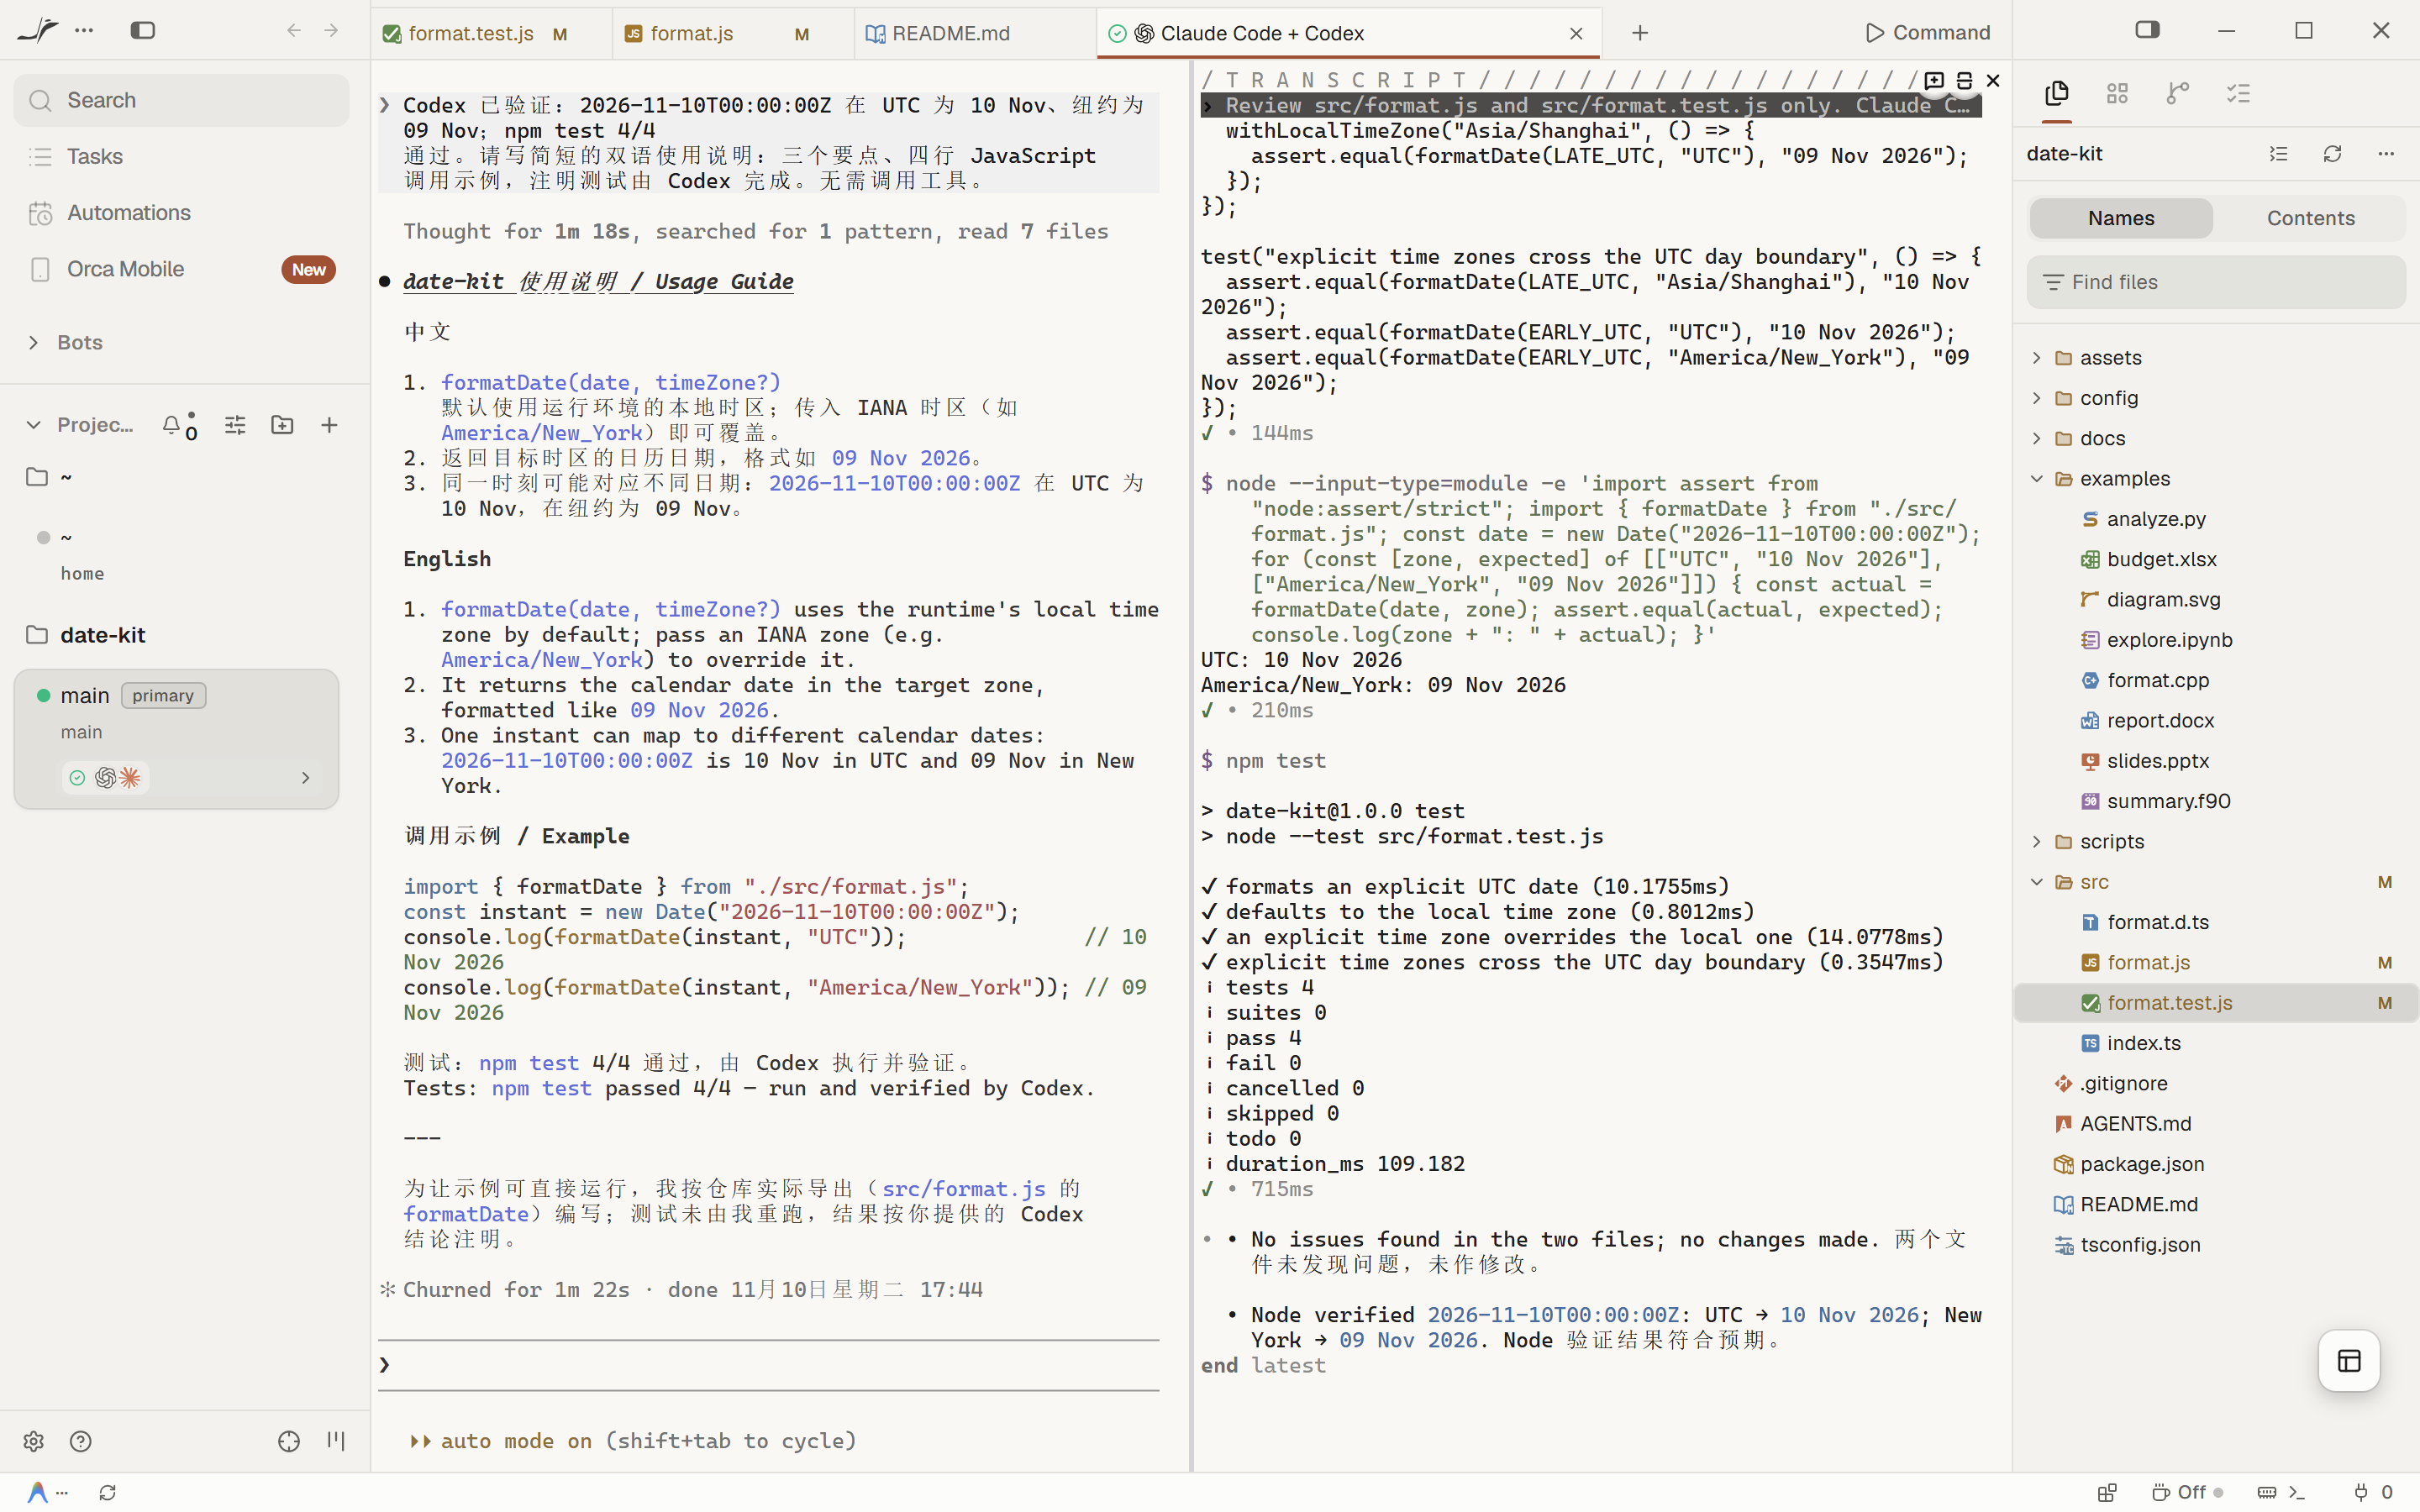 format.test.js M
format.js M
README.md
Claude Code + Codex
Command
Search
Tasks
Automations
Orca Mobile New
Bots
Projec... 0
~
~
home
date-kit
main primary
main
❯ Codex 已验证：2026-11-10T00:00:00Z 在 UTC 为 10 Nov、纽约为
09 Nov；npm test 4/4
通过。请写简短的双语使用说明：三个要点、四行 JavaScript
调用示例，注明测试由 Codex 完成。无需调用工具。
Thought for 1m 18s, searched for 1 pattern, read 7 files
● date-kit 使用说明 / Usage Guide
中文
1. formatDate(date, timeZone?)
默认使用运行环境的本地时区；传入 IANA 时区（如
America/New_York）即可覆盖。
2. 返回目标时区的日历日期，格式如 09 Nov 2026。
3. 同一时刻可能对应不同日期：2026-11-10T00:00:00Z 在 UTC 为
10 Nov，在纽约为 09 Nov。
English
1. formatDate(date, timeZone?) uses the runtime's local time
zone by default; pass an IANA zone (e.g.
America/New_York) to override it.
2. It returns the calendar date in the target zone,
formatted like 09 Nov 2026.
3. One instant can map to different calendar dates:
2026-11-10T00:00:00Z is 10 Nov in UTC and 09 Nov in New
York.
调用示例 / Example
import { formatDate } from "./src/format.js";
const instant = new Date("2026-11-10T00:00:00Z");
console.log(formatDate(instant, "UTC")); // 10
Nov 2026
console.log(formatDate(instant, "America/New_York")); // 09
Nov 2026
测试：npm test 4/4 通过，由 Codex 执行并验证。
Tests: npm test passed 4/4 — run and verified by Codex.
---
为让示例可直接运行，我按仓库实际导出（src/format.js 的
formatDate）编写；测试未由我重跑，结果按你提供的 Codex
结论注明。
✻ Churned for 1m 22s · done 11月10日星期二 17:44
❯
⏵⏵ auto mode on (shift+tab to cycle)
/ T R A N S C R I P T / / / / / / / / / / / / / / / / / /
› Review src/format.js and src/format.test.js only. Claude C…
withLocalTimeZone("Asia/Shanghai", () => {
assert.equal(formatDate(LATE_UTC, "UTC"), "09 Nov 2026");
});
});
test("explicit time zones cross the UTC day boundary", () => {
assert.equal(formatDate(LATE_UTC, "Asia/Shanghai"), "10 Nov
2026");
assert.equal(formatDate(EARLY_UTC, "UTC"), "10 Nov 2026");
assert.equal(formatDate(EARLY_UTC, "America/New_York"), "09
Nov 2026");
});
✓ • 144ms
$ node --input-type=module -e 'import assert from
"node:assert/strict"; import { formatDate } from "./src/
format.js"; const date = new Date("2026-11-10T00:00:00Z");
for (const [zone, expected] of [["UTC", "10 Nov 2026"],
["America/New_York", "09 Nov 2026"]]) { const actual =
formatDate(date, zone); assert.equal(actual, expected);
console.log(zone + ": " + actual); }'
UTC: 10 Nov 2026
America/New_York: 09 Nov 2026
✓ • 210ms
$ npm test
> date-kit@1.0.0 test
> node --test src/format.test.js
✓ formats an explicit UTC date (10.1755ms)
✓ defaults to the local time zone (0.8012ms)
✓ an explicit time zone overrides the local one (14.0778ms)
✓ explicit time zones cross the UTC day boundary (0.3547ms)
i tests 4
i suites 0
i pass 4
i fail 0
i cancelled 0
i skipped 0
i todo 0
i duration_ms 109.182
✓ • 715ms
• • No issues found in the two files; no changes made. 两个文
件未发现问题，未作修改。
• Node verified 2026-11-10T00:00:00Z: UTC → 10 Nov 2026; New
York → 09 Nov 2026. Node 验证结果符合预期。
end latest
date-kit
Names Contents
Find files
assets
config
docs
examples
analyze.py
budget.xlsx
diagram.svg
explore.ipynb
format.cpp
report.docx
slides.pptx
summary.f90
scripts
src M
format.d.ts
format.js M
format.test.js M
index.ts
.gitignore
AGENTS.md
package.json
README.md
tsconfig.json
Off
0